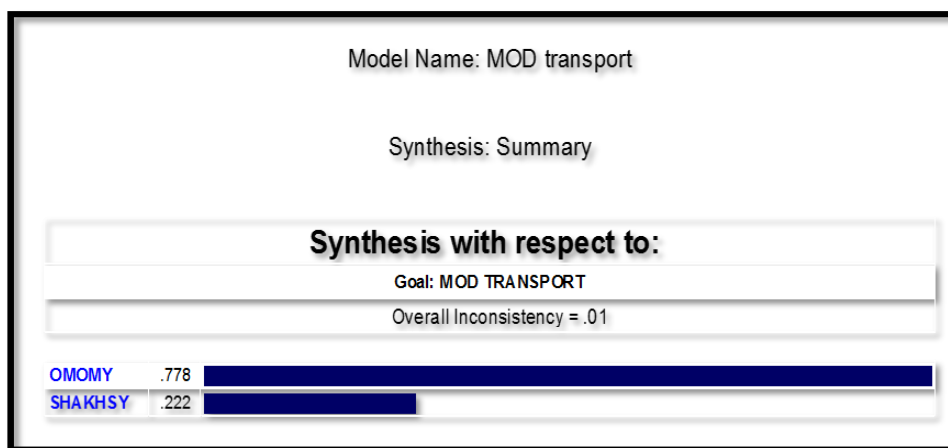 Model Name: MOD transport
Synthesis: Summary
Synthesis with respect to:
Goal: MOD TRANSPORT
Overall Inconsistency = .01
OMOMY .778
SHAKHSY .222